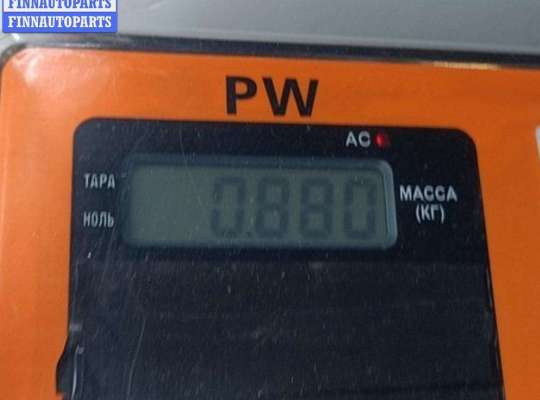 FINNAUTOPARTS
FINNAUTOPARTS
PW
AC
ТАРА
0.880
МАССА
(КГ)
НОЛЬ